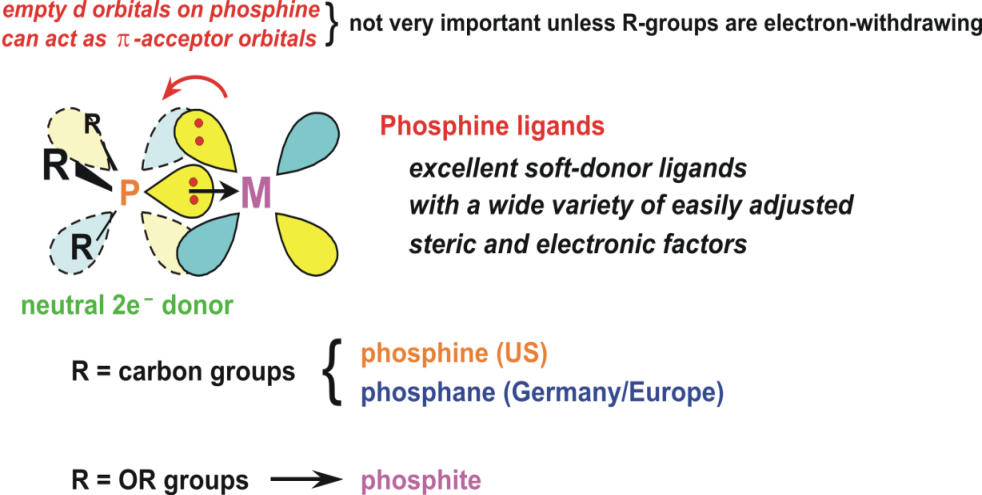 empty d orbitals on phosphine
can act as π-acceptor orbitals
} not very important unless R-groups are electron-withdrawing
R
R
P
M
R
Phosphine ligands
excellent soft-donor ligands
with a wide variety of easily adjusted
steric and electronic factors
neutral 2e⁻ donor
R = carbon groups {
phosphine (US)
phosphane (Germany/Europe)
R = OR groups ⟶ phosphite